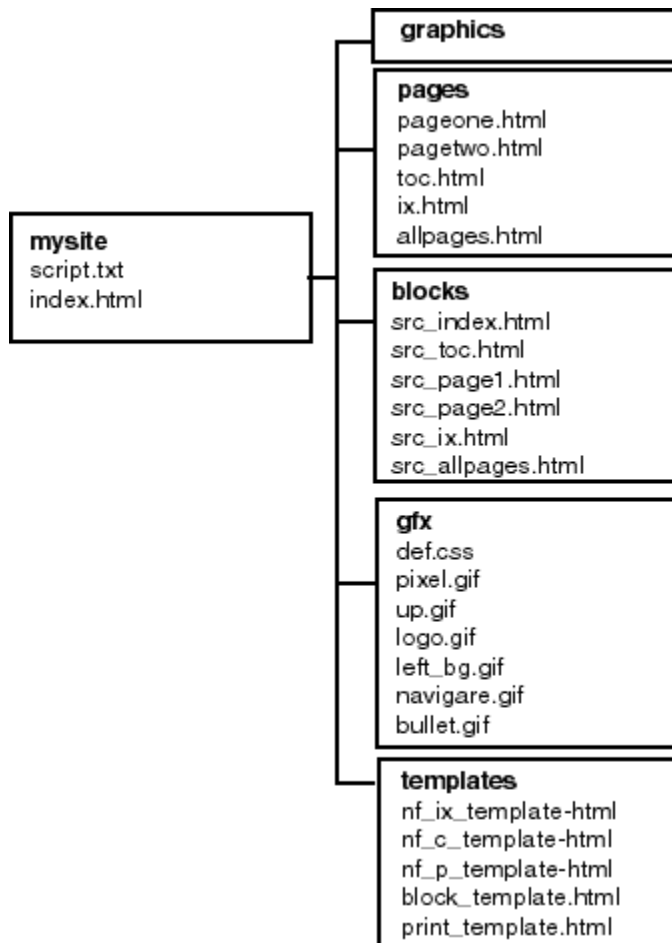 graphics
pages
pageone.html
pagetwo.html
toc.html
ix.html
allpages.html
mysite
script.txt
index.html
blocks
src_index.html
src_toc.html
src_page1.html
src_page2.html
src_ix.html
src_allpages.html
gfx
def.css
pixel.gif
up.gif
logo.gif
left_bg.gif
navigare.gif
bullet.gif
templates
nf_ix_template-html
nf_c_template-html
nf_p_template-html
block_template.html
print_template.html